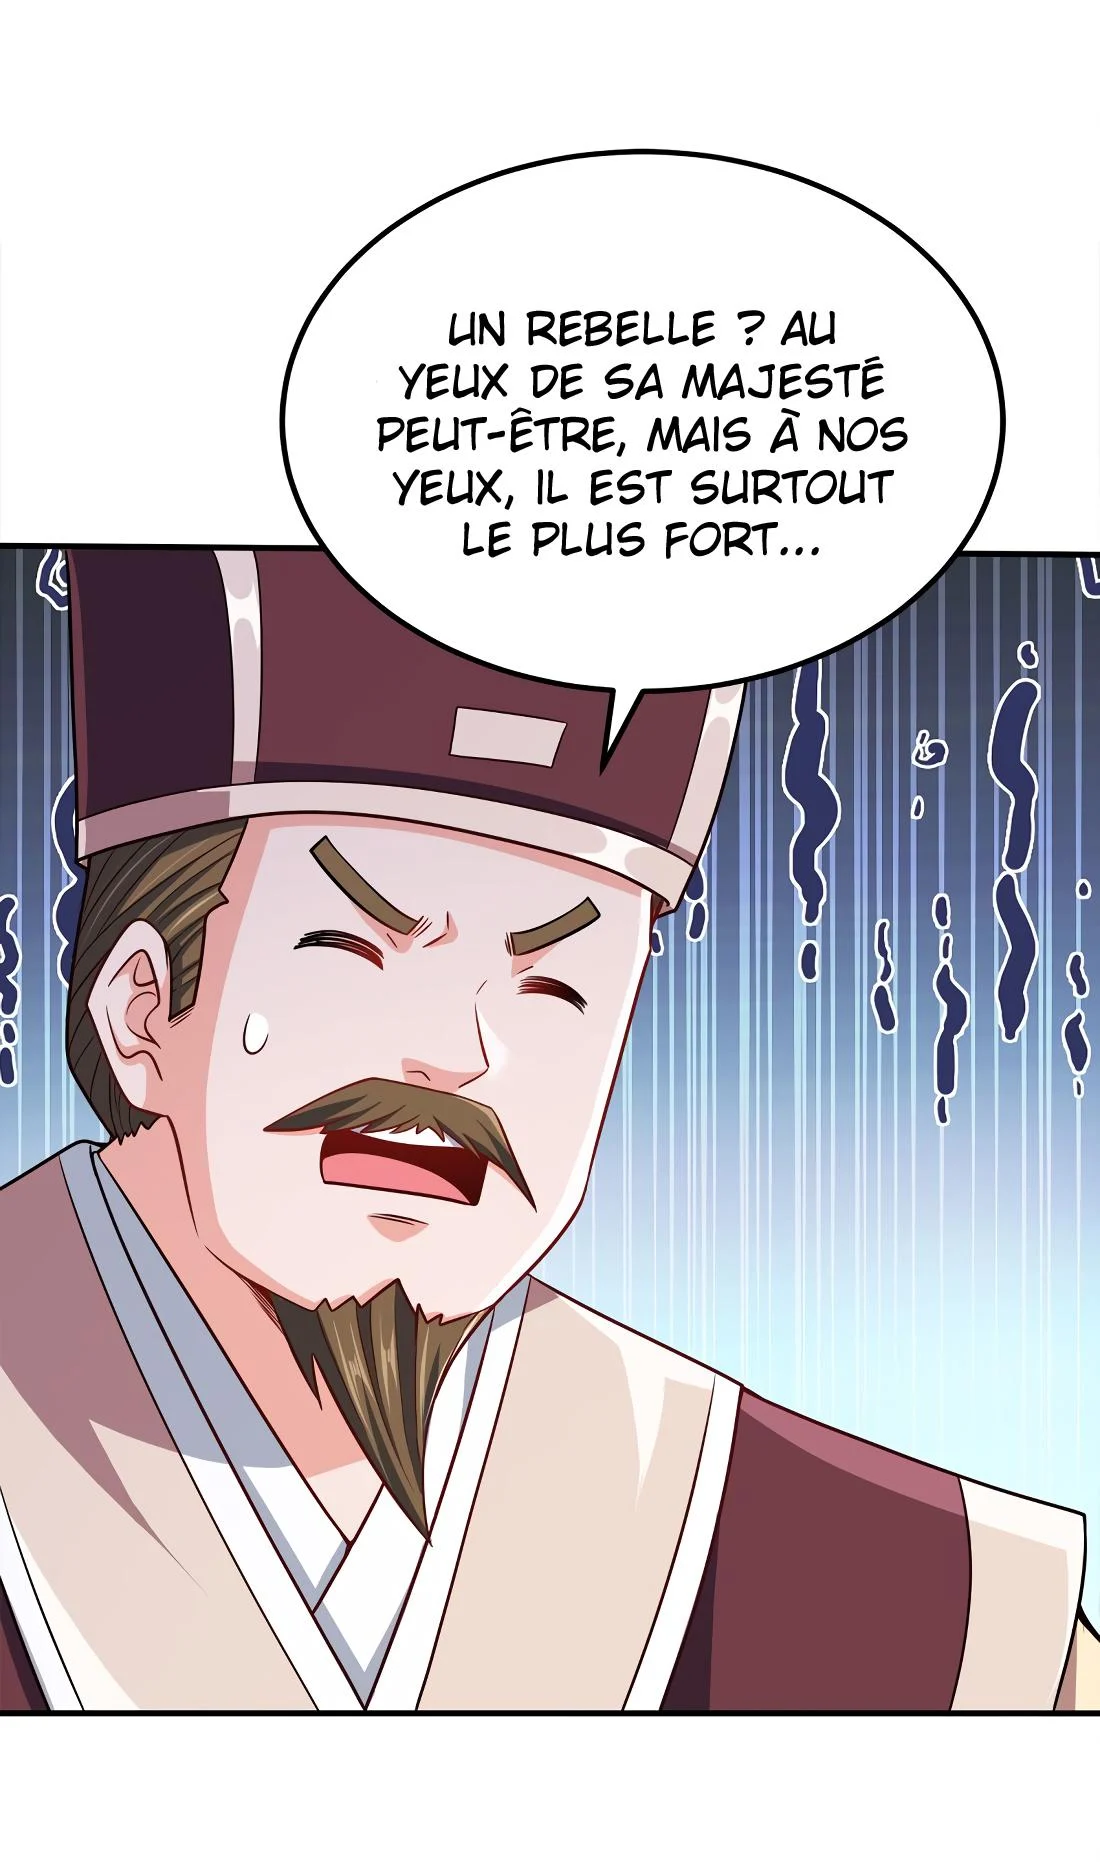 UN REBELLE ? AU
YEUX DE SA MAJESTÉ
PEUT-ÊTRE, MAIS À NOS
YEUX, IL EST SURTOUT
LE PLUS FORT...